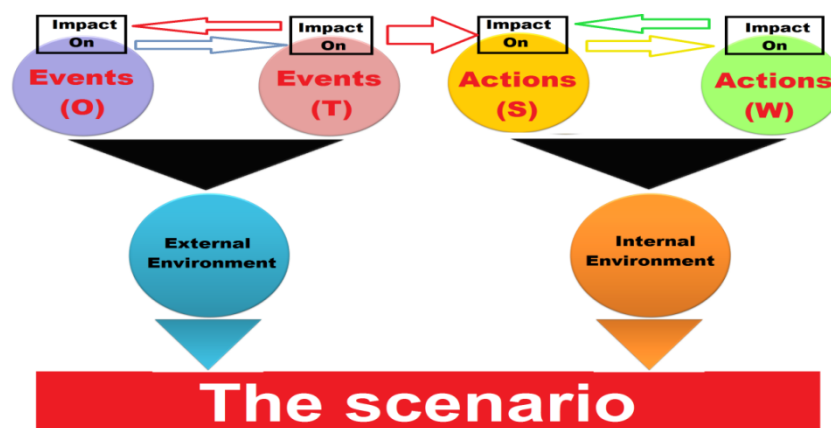 Impact
On
Events
(O)
Impact
On
Events
(T)
Impact
On
Actions
(S)
Impact
On
Actions
(W)
External
Environment
Internal
Environment
The scenario